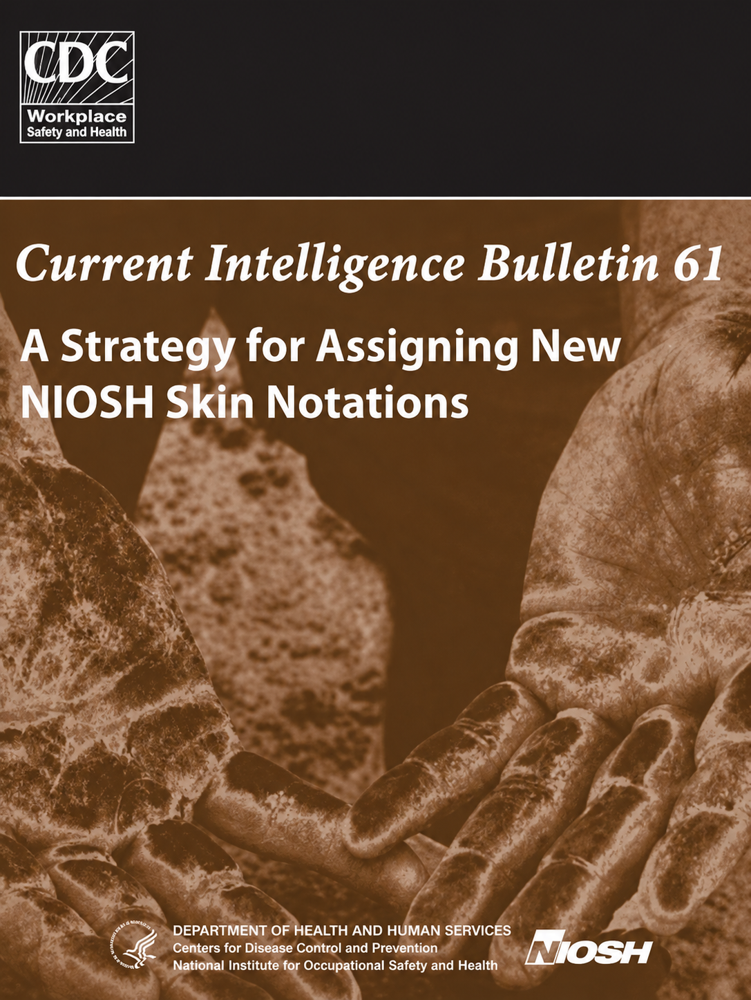 CDC
Workplace
Safety and Health
Current Intelligence Bulletin 61
A Strategy for Assigning New
NIOSH Skin Notations
DEPARTMENT OF HEALTH AND HUMAN SERVICES
Centers for Disease Control and Prevention
National Institute for Occupational Safety and Health
NIOSH